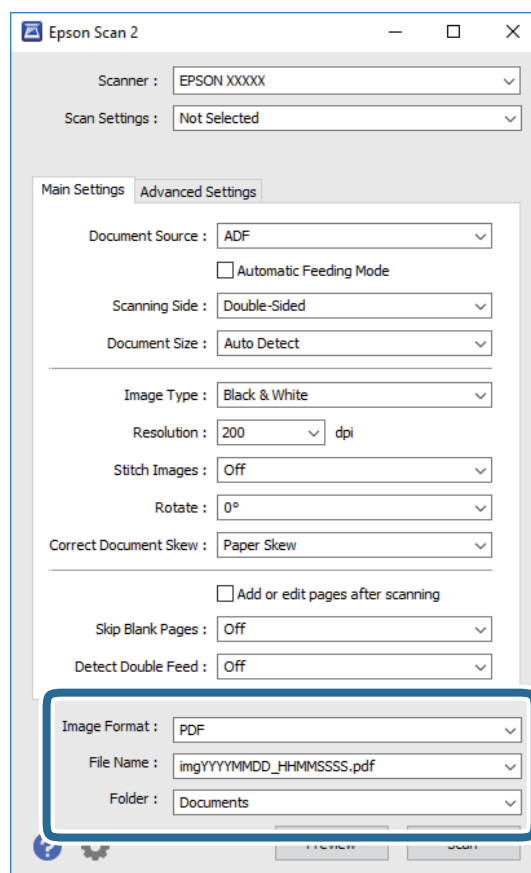 Epson Scan 2
Scanner : EPSON XXXXX
Scan Settings : Not Selected
Main Settings Advanced Settings
Document Source : ADF
Automatic Feeding Mode
Scanning Side : Double-Sided
Document Size : Auto Detect
Image Type : Black & White
Resolution : 200 dpi
Stitch Images : Off
Rotate : 0°
Correct Document Skew : Paper Skew
Add or edit pages after scanning
Skip Blank Pages : Off
Detect Double Feed : Off
Image Format : PDF
File Name : imgYYYYMMDD_HHMMSSSS.pdf
Folder : Documents
? Preview Scan